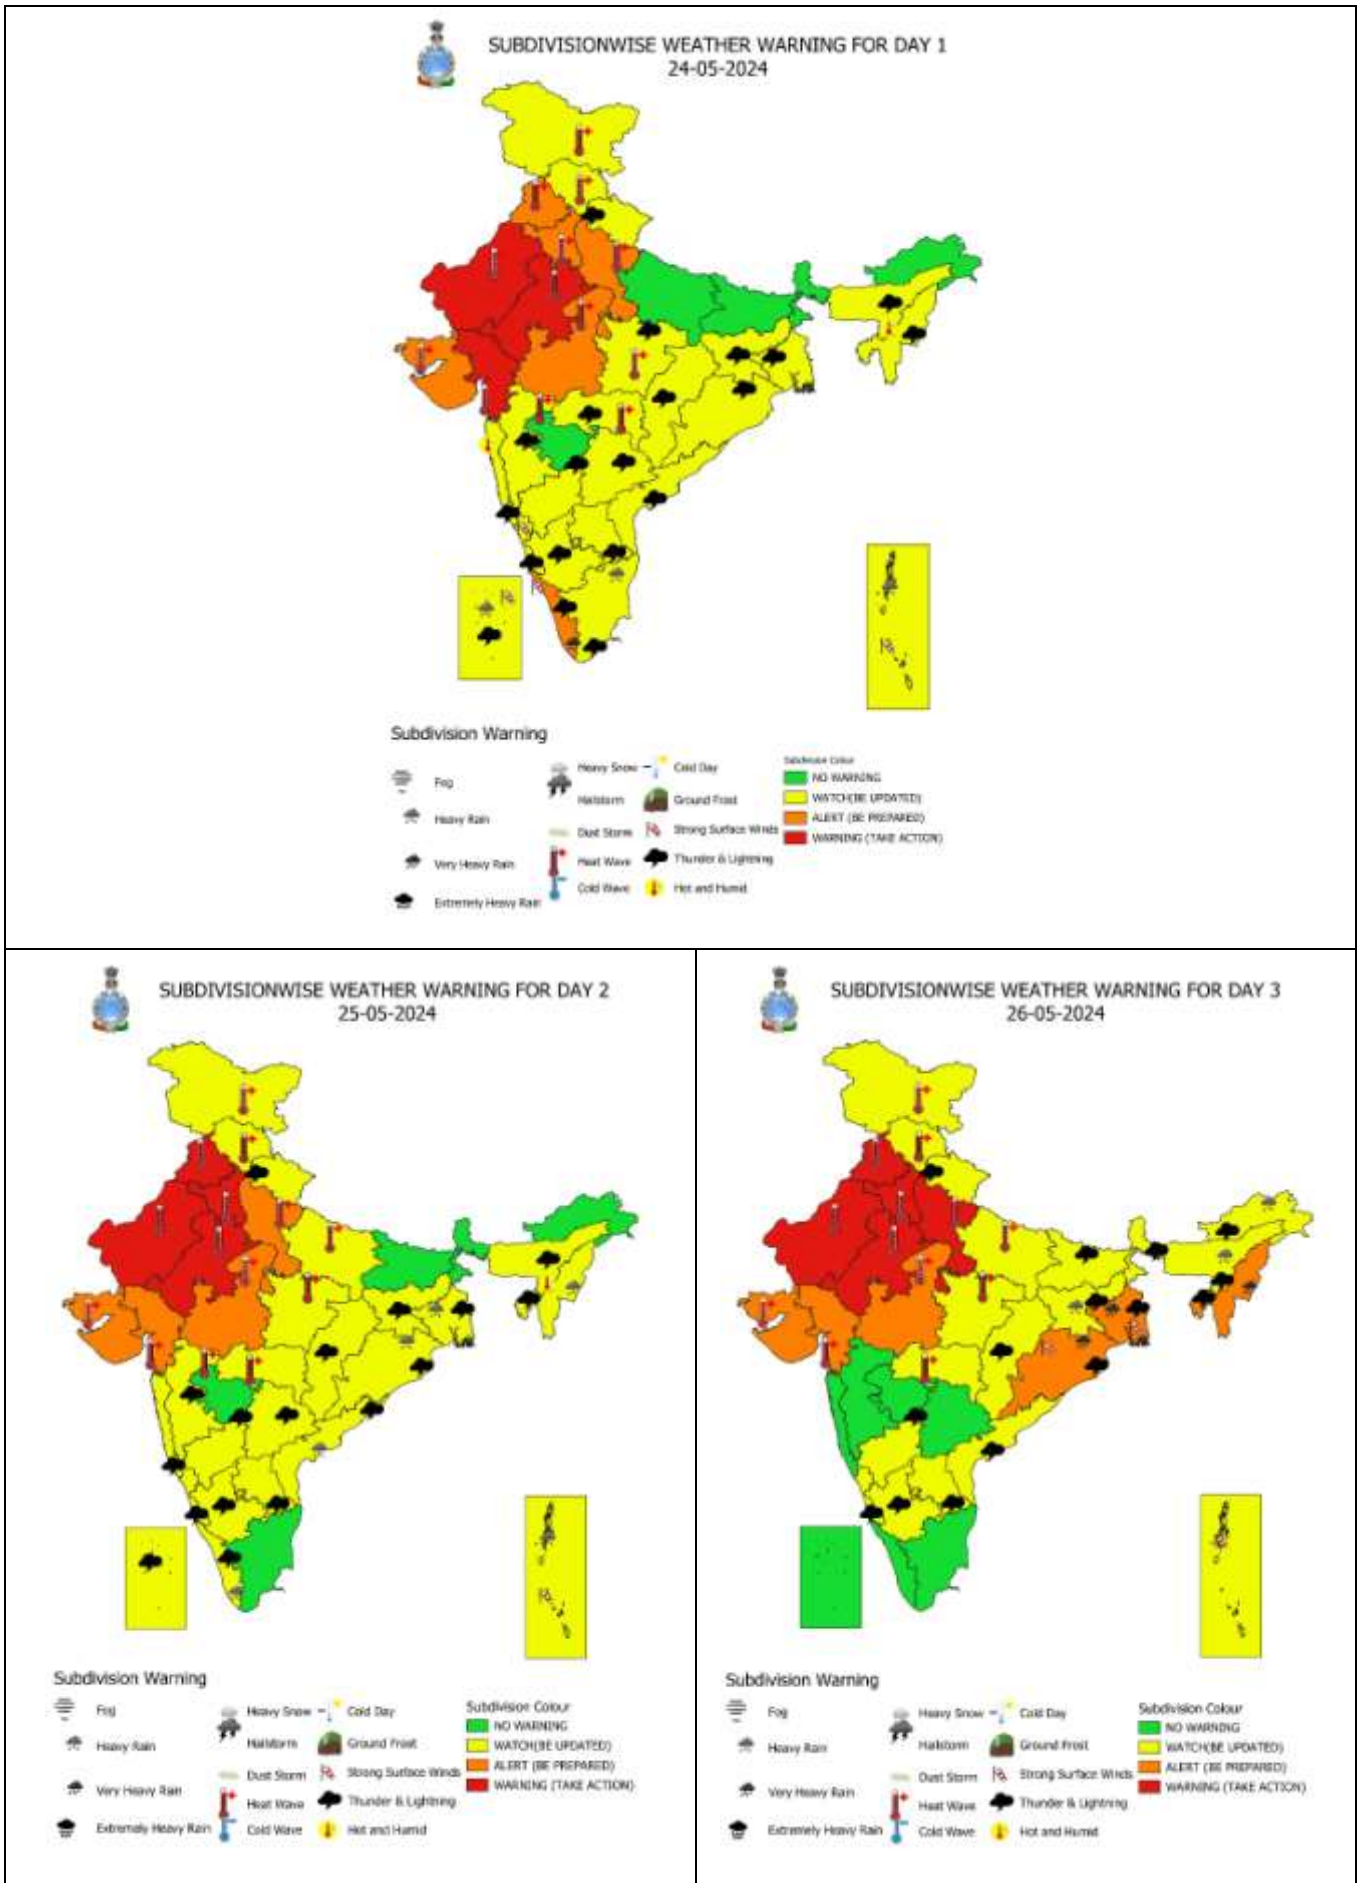 SUBDIVISIONWISE WEATHER WARNING FOR DAY 1
24-05-2024
Subdivision Warning
Fog
Heavy Rain
Very Heavy Rain
Extremely Heavy Rain
Heavy Snow
Hailstorm
Dust Storm
Heat Wave
Cold Wave
Cold Day
Ground Frost
Strong Surface Winds
Thunder & Lightning
Hot and Humid
Subdivision Colour
NO WARNING
WATCH(BE UPDATED)
ALERT (BE PREPARED)
WARNING (TAKE ACTION)
SUBDIVISIONWISE WEATHER WARNING FOR DAY 2
25-05-2024
Subdivision Warning
Fog
Heavy Rain
Very Heavy Rain
Extremely Heavy Rain
Heavy Snow
Hailstorm
Dust Storm
Heat Wave
Cold Wave
Cold Day
Ground Frost
Strong Surface Winds
Thunder & Lightning
Hot and Humid
Subdivision Colour
NO WARNING
WATCH(BE UPDATED)
ALERT (BE PREPARED)
WARNING (TAKE ACTION)
SUBDIVISIONWISE WEATHER WARNING FOR DAY 3
26-05-2024
Subdivision Warning
Fog
Heavy Rain
Very Heavy Rain
Extremely Heavy Rain
Heavy Snow
Hailstorm
Dust Storm
Heat Wave
Cold Wave
Cold Day
Ground Frost
Strong Surface Winds
Thunder & Lightning
Hot and Humid
Subdivision Colour
NO WARNING
WATCH(BE UPDATED)
ALERT (BE PREPARED)
WARNING (TAKE ACTION)